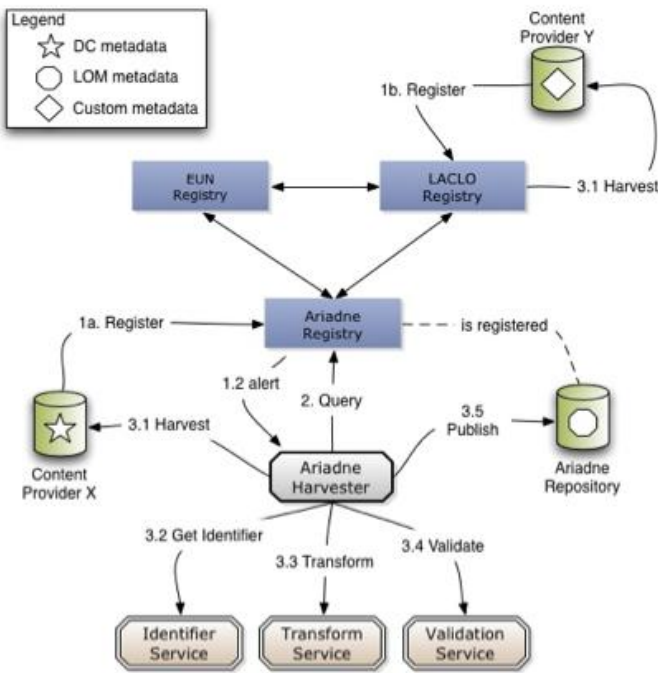 Legend
DC metadata
LOM metadata
Custom metadata
Content
Provider Y
1b. Register
EUN
Registry
LACLO
Registry
3.1 Harvest
1a. Register
Ariadne
Registry
is registered
1.2 alert
2. Query
3.1 Harvest
3.5
Publish
Content
Provider X
Ariadne
Harvester
Ariadne
Repository
3.2 Get Identifier
3.3 Transform
3.4 Validate
Identifier
Service
Transform
Service
Validation
Service